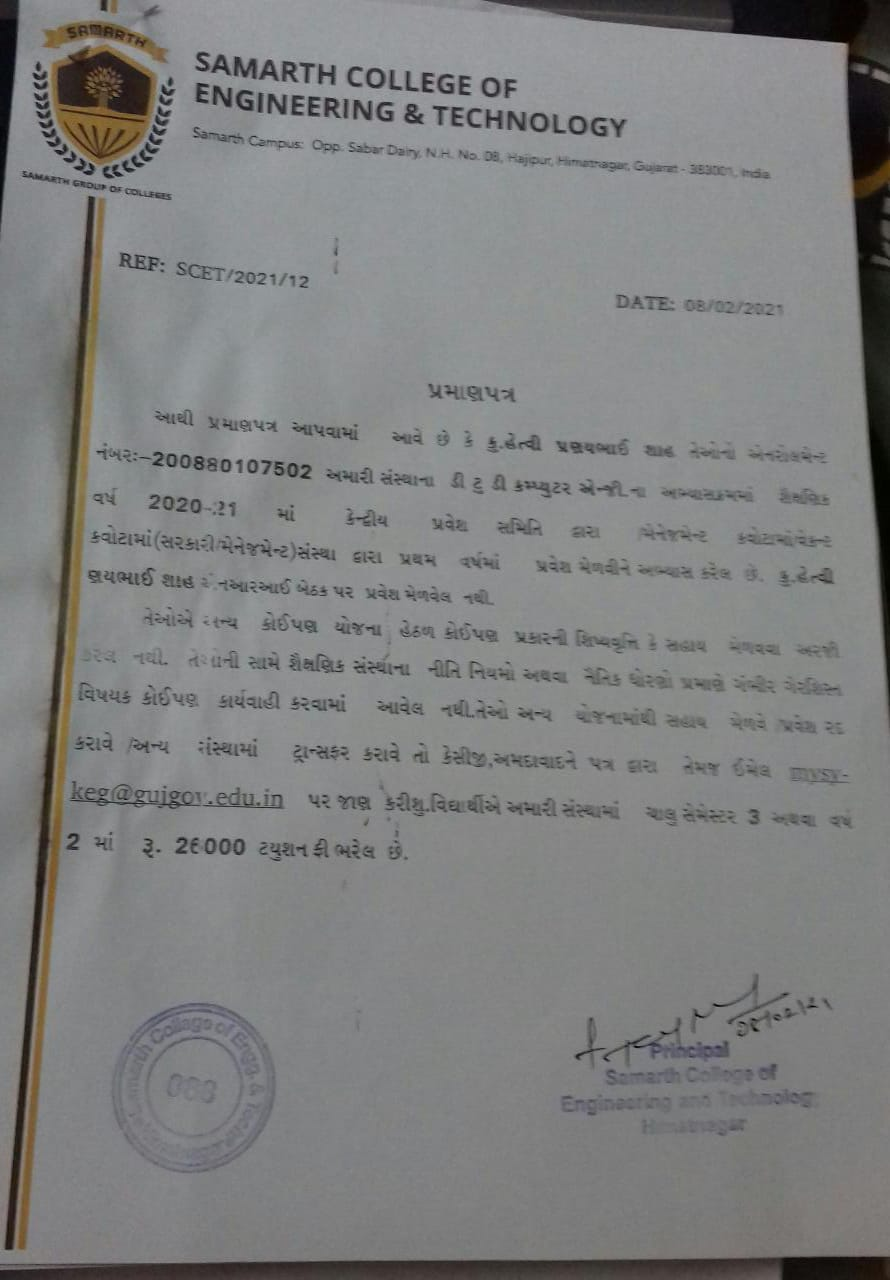 SAMARTH
SAMARTH GROUP OF COLLEGES
SAMARTH COLLEGE OF
ENGINEERING & TECHNOLOGY
Samarth Campus: Opp. Sabar Dairy, N.H. No. 08, Hajipur, Himatnagar, Gujarat - 383001, India
REF: SCET/2021/12
DATE: 08/02/2021
પ્રમાણપત્ર
આથી પ્રમાણપત્ર આપવામાં આવે છે કે કુ.હેત્વી પ્રણયભાઈ શાહ તેઓનો એનરોલમેન્ટ
નંબરઃ-200880107502 અમારી સંસ્થાના ડી ટુ ડી કમ્પ્યુટર એન્જી.ના અભ્યાસક્રમમાં શૈક્ષણિક
વર્ષ 2020-21 માં કેન્દ્રીય પ્રવેશ સમિતિ દ્વારા /મેનેજમેન્ટ ક્વોટામાં/વેકન્ટ
ક્વોટામાં(સરકારી/મેનેજમેન્ટ)સંસ્થા દ્વારા પ્રથમ વર્ષમાં પ્રવેશ મેળવીને અભ્યાસ કરેલ છે. કુ.હેત્વી
ણયભાઈ શાહ એનઆરઆઈ બેઠક પર પ્રવેશ મેળવેલ નથી.
તેઓએ અન્ય કોઈપણ યોજના હેઠળ કોઈપણ પ્રકારની શિષ્યવૃત્તિ કે સહાય મેળવવા અરજી
કરેલ નથી. તેઓની સામે શૈક્ષણિક સંસ્થાના નીતિ નિયમો અથવા નૈતિક ધોરણો પ્રમાણે ગંભીર ગેરશિસ્ત
વિષયક કોઈપણ કાર્યવાહી કરવામાં આવેલ નથી.તેઓ અન્ય યોજનામાંથી સહાય મેળવે /પ્રવેશ રદ
કરાવે /અન્ય સંસ્થામાં ટ્રાન્સફર કરાવે તો કેસીજી,અમદાવાદને પત્ર દ્વારા તેમજ ઈમેલ mysy-
keg@gujgov.edu.in પર જાણ કરીશુ.વિદ્યાર્થીએ અમારી સંસ્થામાં ચાલુ સેમેસ્ટર 3 અથવા વર્ષ
2 માં રૂ. 26000 ટયુશન ફી ભરેલ છે.
Samarth College of Engg. &
088
08/02/21
Principal
Samarth College of
Engineering and Technology
Himatnagar